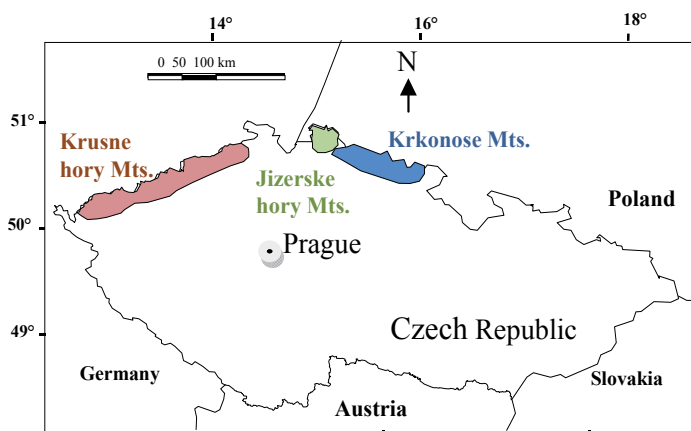 14°
16°
18°
0 50 100 km
N
51°
Krusne
hory Mts.
Krkonose Mts.
Jizerske
hory Mts.
Poland
50°
Prague
49°
Czech Republic
Germany
Slovakia
Austria